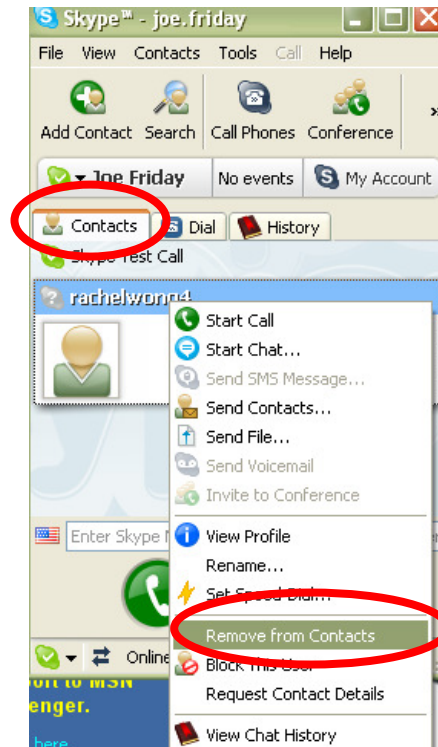 Skype™ - joe.friday
File View Contacts Tools Call Help
Add Contact Search Call Phones Conference »
Joe Friday No events My Account
Contacts Dial History
Skype Test Call
rachelwong4
Start Call
Start Chat...
Send SMS Message...
Send Contacts...
Send File...
Send Voicemail
Invite to Conference
Enter Skype
View Profile
Rename...
Set Speed Dial...
Remove from Contacts
Online
Block This User
Request Contact Details
to MSN
enger.
View Chat History
here